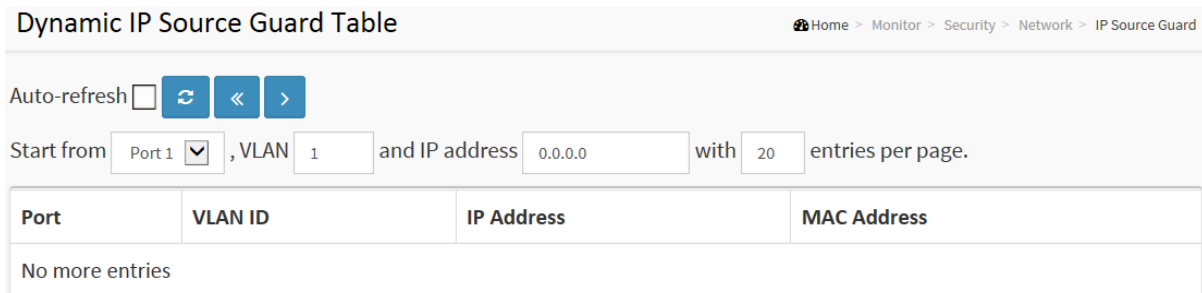 Dynamic IP Source Guard Table
Home > Monitor > Security > Network > IP Source Guard
Auto-refresh
Start from Port 1 , VLAN 1 and IP address 0.0.0.0 with 20 entries per page.
Port VLAN ID IP Address MAC Address
No more entries